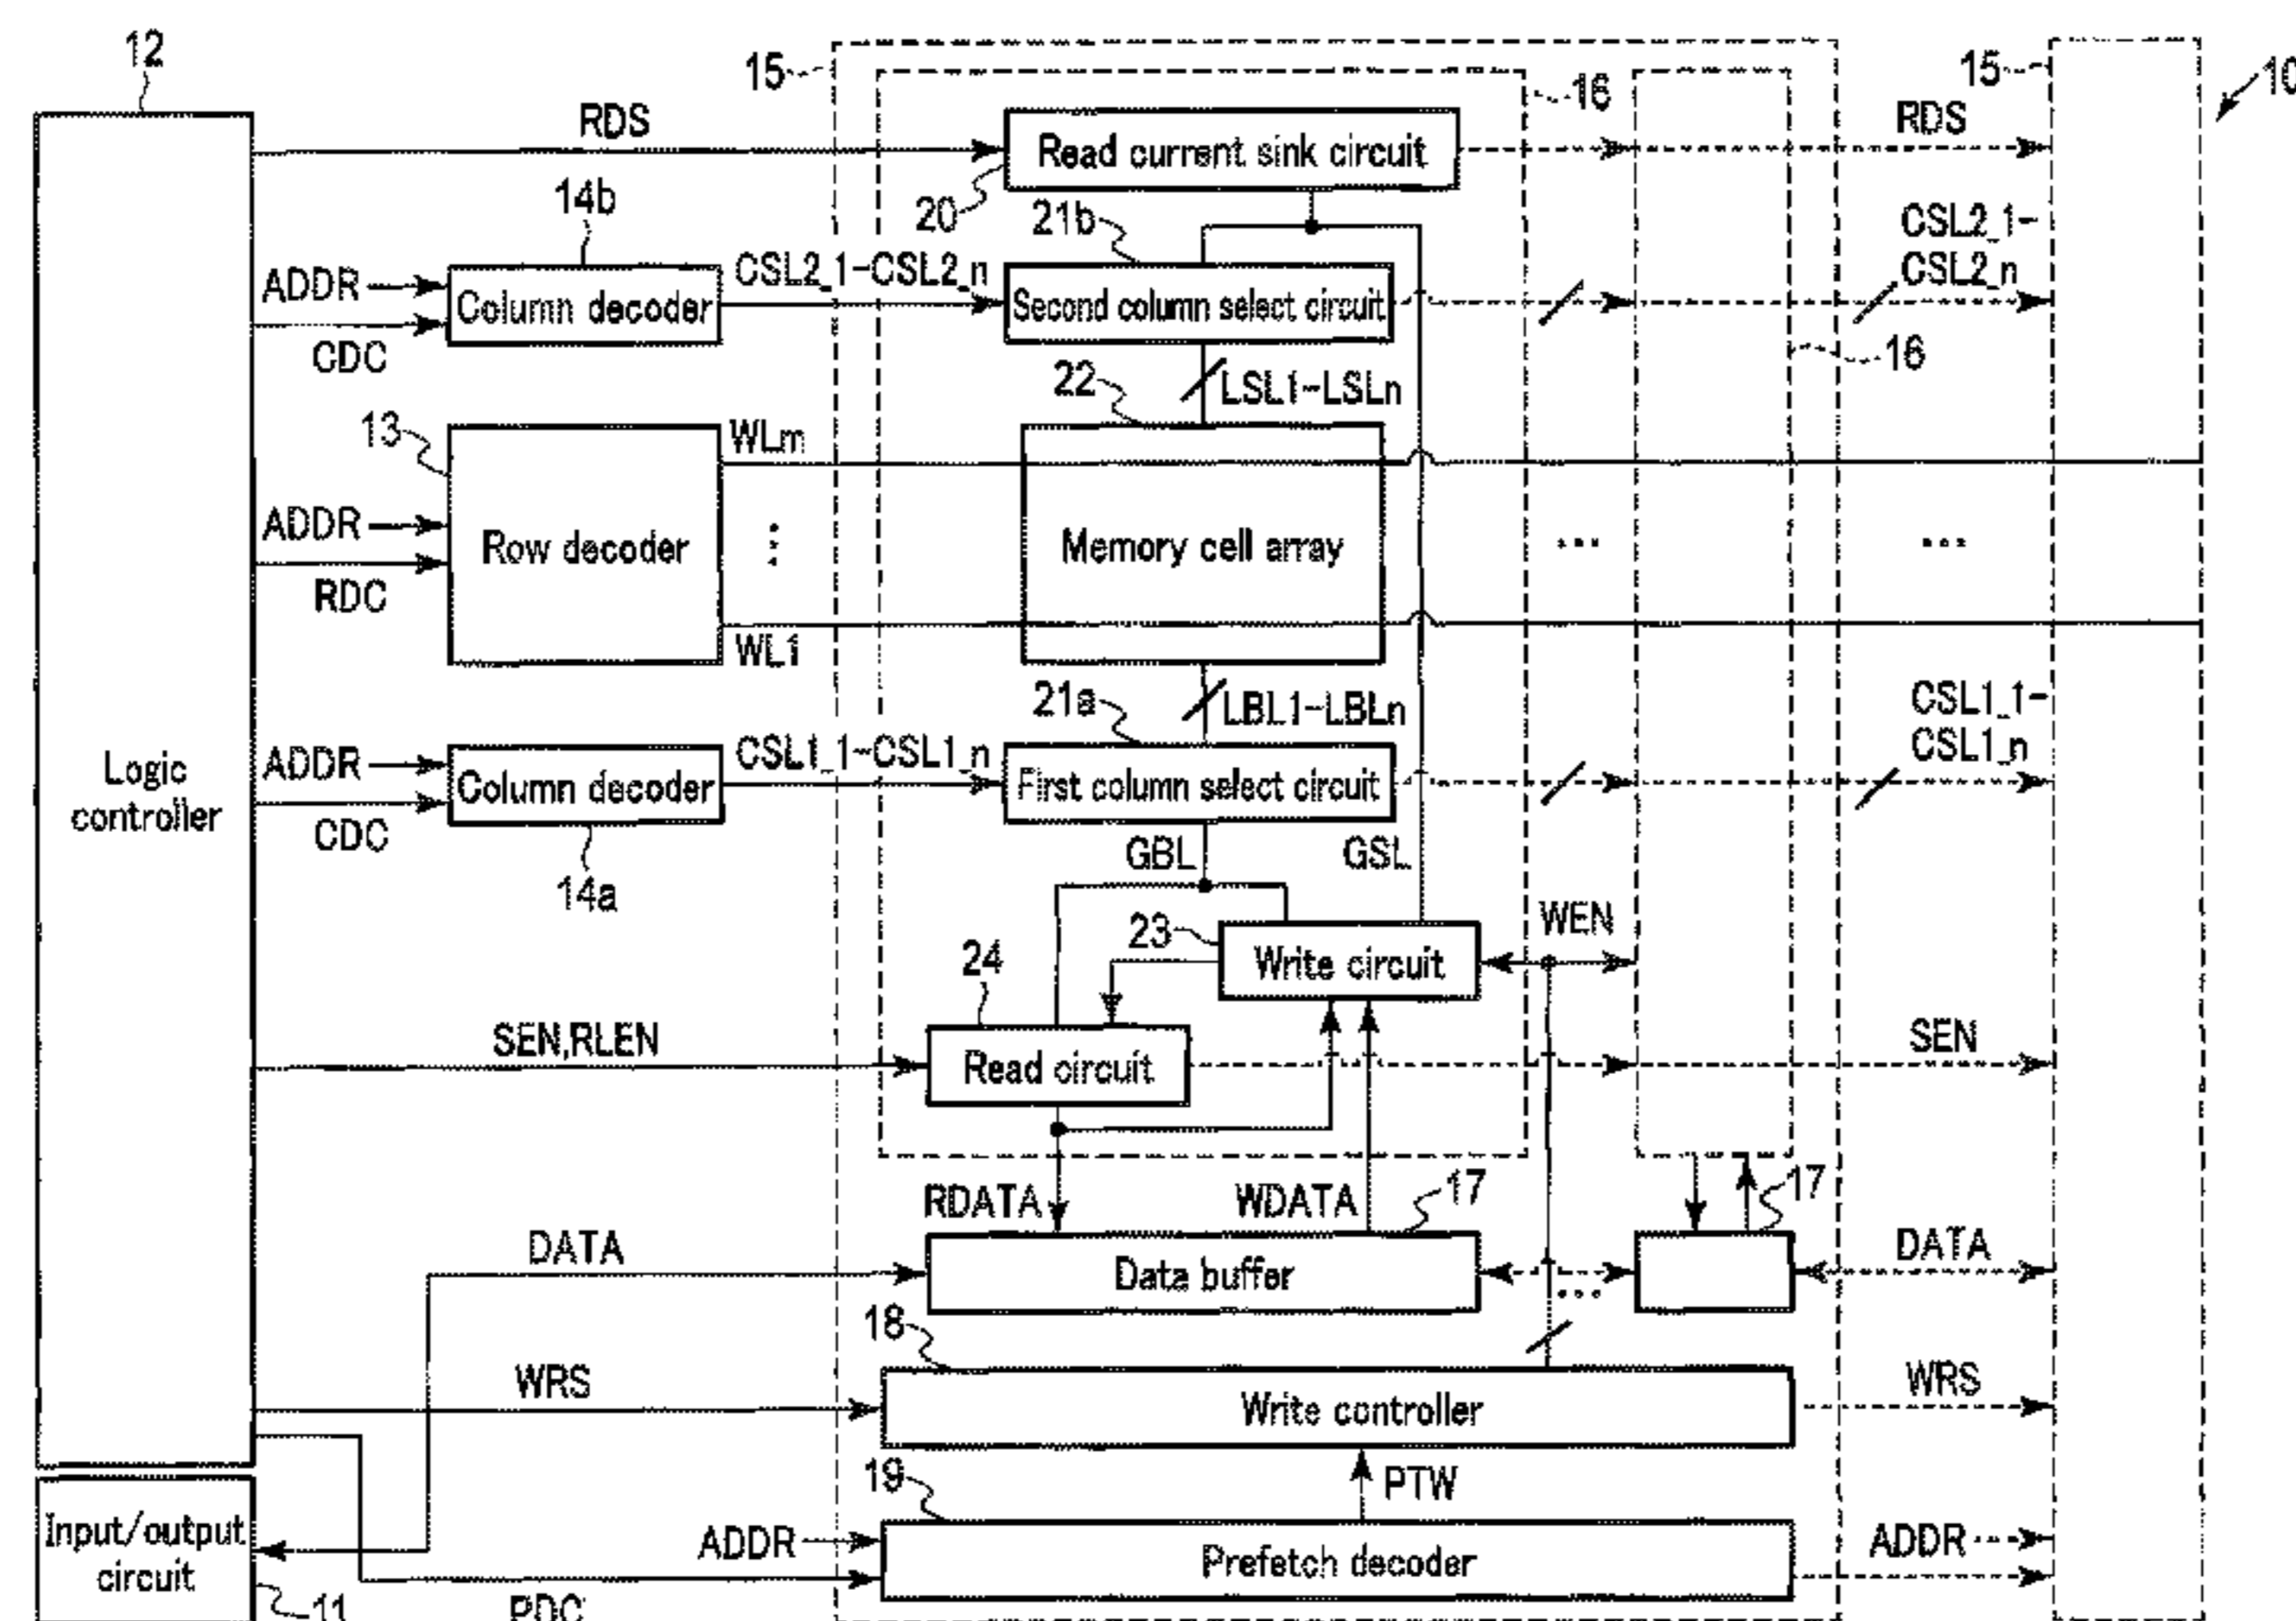 12
15
16
15
10
RDS
Read current sink circuit
RDS
20
14b
21b
CSL2_1-
CSL2_n
ADDR
Column decoder
CSL2_1-CSL2_n
Second column select circuit
CDC
16
22
LSL1-LSLn
13
WLm
ADDR
Row decoder
Memory cell array
...
...
RDC
WL1
21a
LBL1-LBLn
CSL1_1-
CSL1_n
Logic
controller
ADDR
Column decoder
CSL1_1-CSL1_n
First column select circuit
CDC
14a
GBL
GSL
23
WEN
24
Write circuit
SEN,RLEN
Read circuit
SEN
RDATA
WDATA
17
17
DATA
Data buffer
...
DATA
18
WRS
Write controller
WRS
19
PTW
Input/output
circuit
ADDR
Prefetch decoder
ADDR
11
PDC